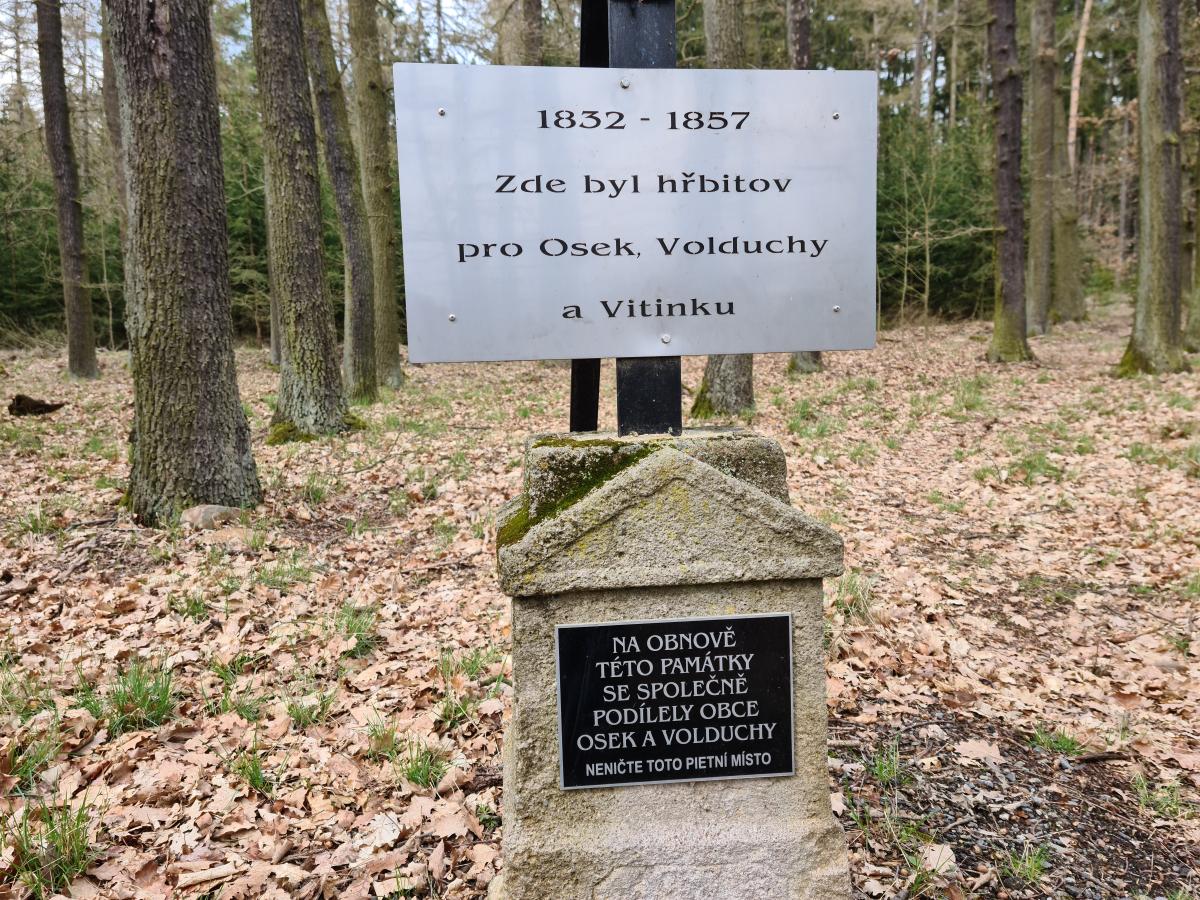 1832 - 1857
Zde byl hřbitov
pro Osek, Volduchy
a Vitinku
NA OBNOVĚ
TÉTO PAMÁTKY
SE SPOLEČNĚ
PODÍLELY OBCE
OSEK A VOLDUCHY
NENIČTE TOTO PIETNÍ MÍSTO